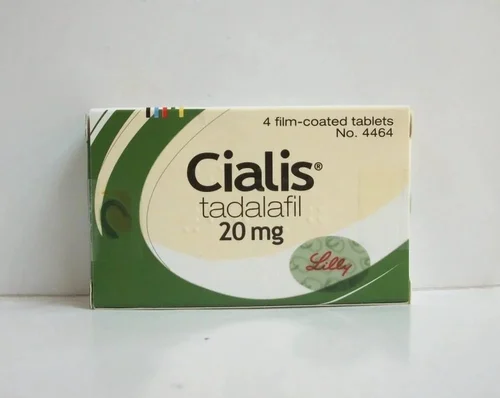 4 film-coated tablets
No. 4464
Cialis®
tadalafil
20 mg
Lilly